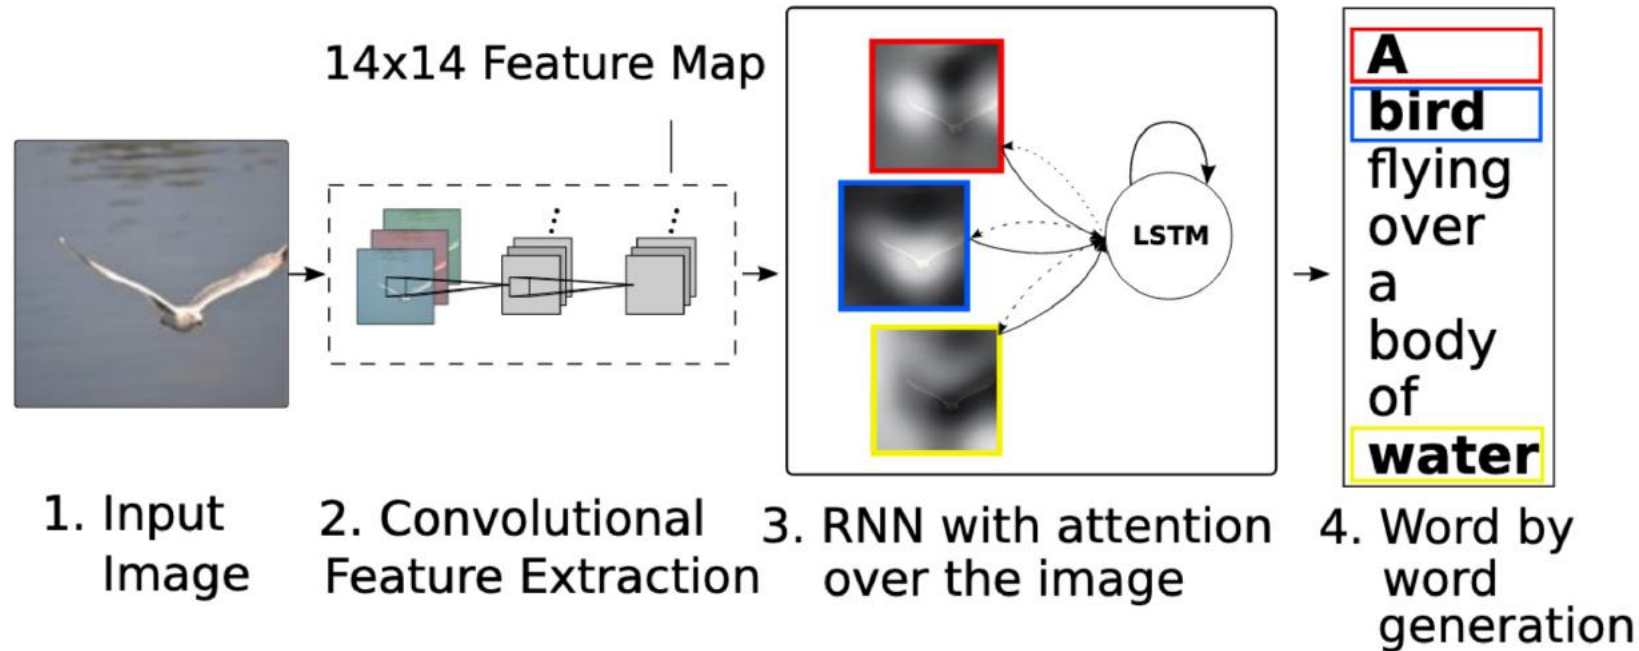 14x14 Feature Map
LSTM
A
bird
flying
over
a
body
of
water
1. Input
Image
2. Convolutional
Feature Extraction
3. RNN with attention
over the image
4. Word by
word
generation